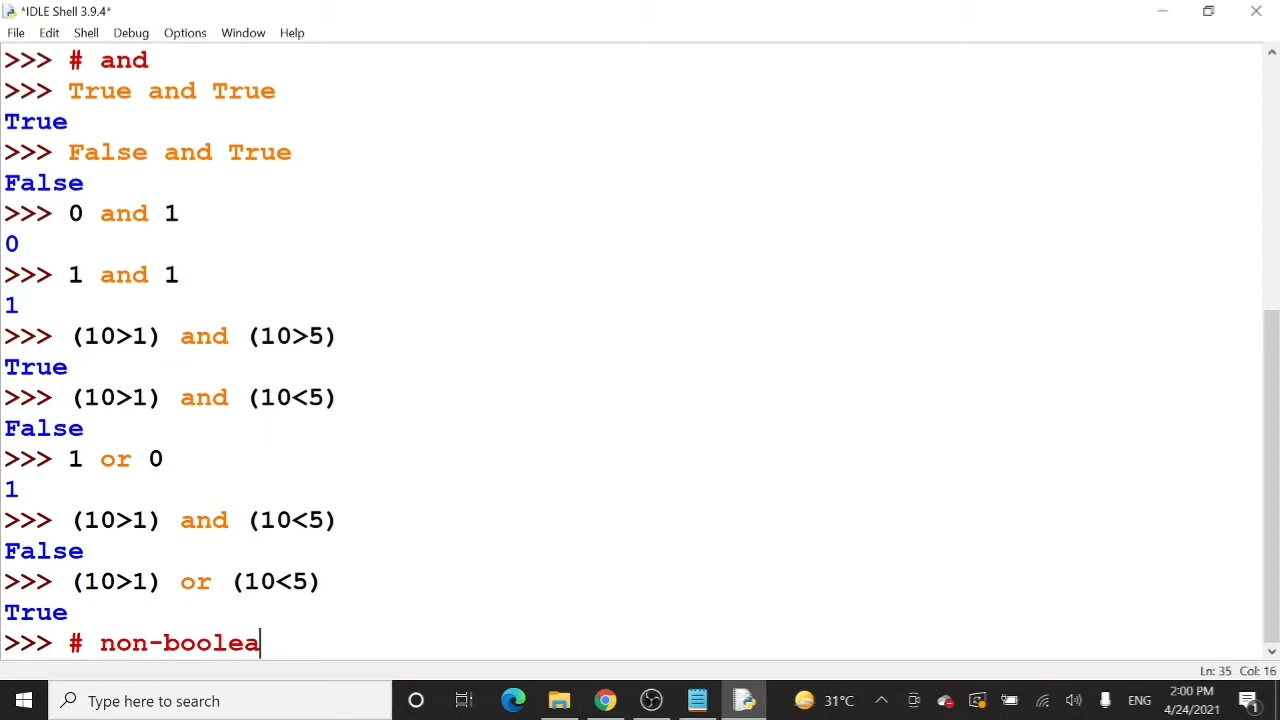 *IDLE Shell 3.9.4*
File Edit Shell Debug Options Window Help
>>> # and
>>> True and True
True
>>> False and True
False
>>> 0 and 1
0
>>> 1 and 1
1
>>> (10>1) and (10>5)
True
>>> (10>1) and (10<5)
False
>>> 1 or 0
1
>>> (10>1) and (10<5)
False
>>> (10>1) or (10<5)
True
>>> # non-boolea
Ln: 35 Col: 16
Type here to search
31°C
ENG
2:00 PM
4/24/2021
1